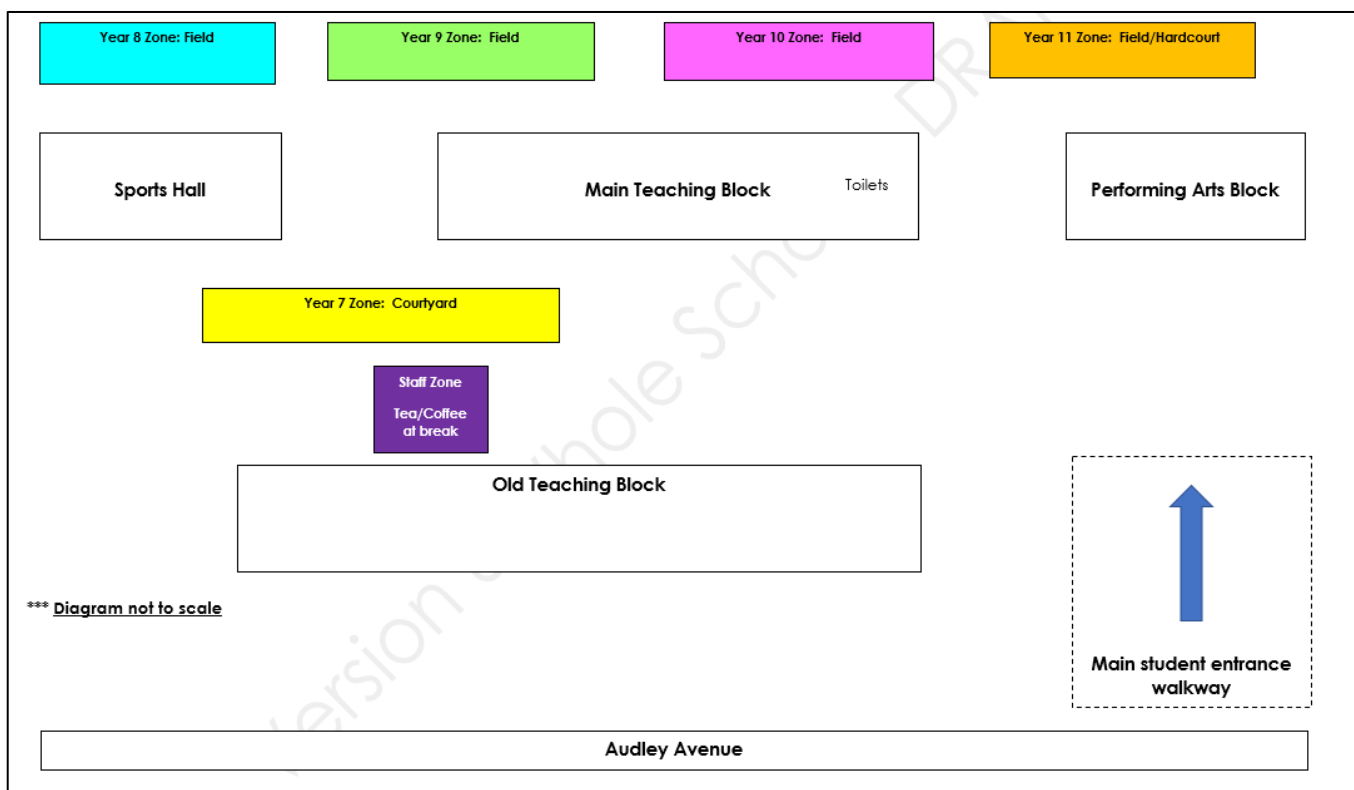 Year 8 Zone: Field
Year 9 Zone:  Field
Year 10 Zone:  Field
Year 11 Zone:  Field/Hardcourt
Sports Hall
Main Teaching Block
Toilets
Performing Arts Block
Year 7 Zone:  Courtyard
Staff Zone
Tea/Coffee
at break
Old Teaching Block
*** Diagram not to scale
Main student entrance
walkway
Audley Avenue